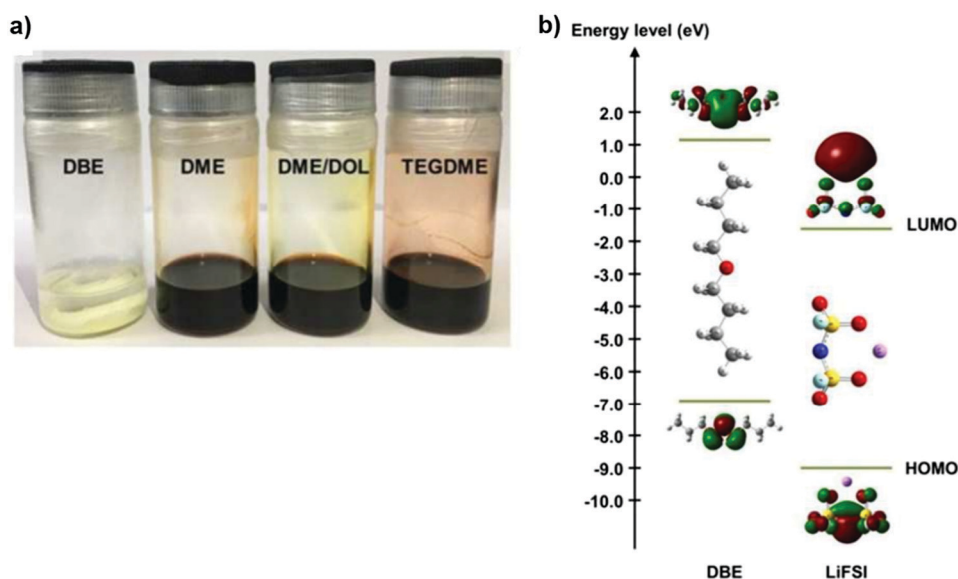 a)
DBE
DME
DME/DOL
TEGDME
b)
Energy level (eV)
2.0
1.0
0.0
-1.0
-2.0
-3.0
-4.0
-5.0
-6.0
-7.0
-8.0
-9.0
-10.0
LUMO
HOMO
DBE
LiFSI